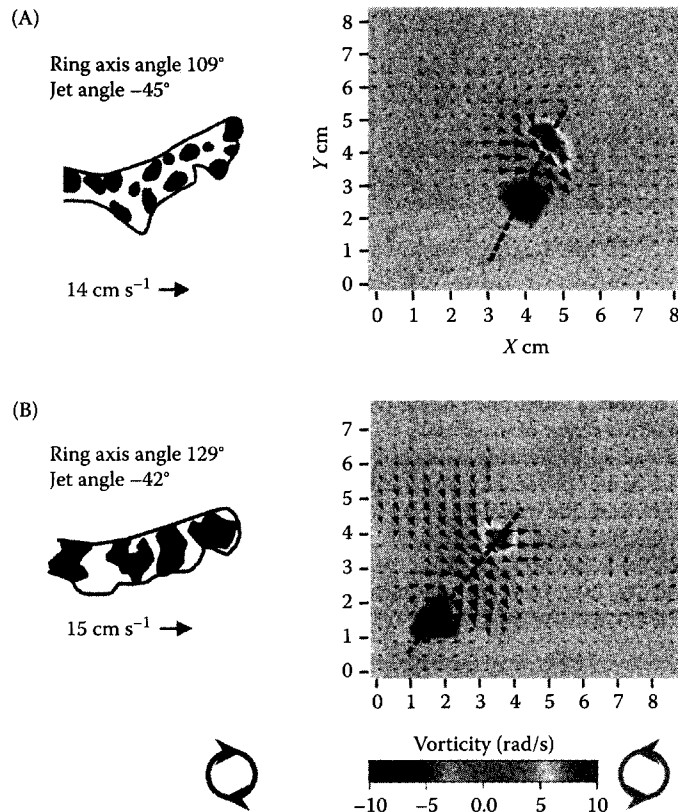 (A)
Ring axis angle 109°
Jet angle –45°
14 cm s⁻¹
Y cm
8
7
6
5
4
3
2
1
0
0 1 2 3 4 5 6 7 8
X cm
(B)
Ring axis angle 129°
Jet angle –42°
15 cm s⁻¹
7
6
5
4
3
2
1
0
0 1 2 3 4 5 6 7 8
Vorticity (rad/s)
–10 –5 0.0 5 10